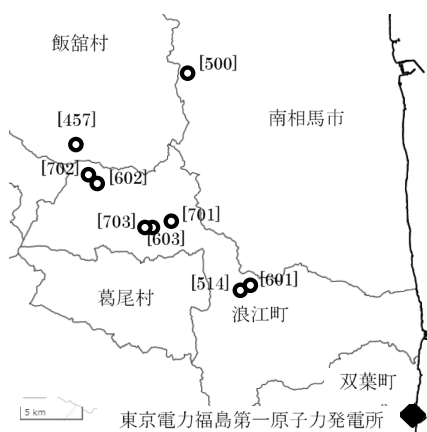 飯舘村
[500]
[457]
南相馬市
[702]
[602]
[703]
[701]
[603]
[514]
[601]
葛尾村
浪江町
双葉町
5 km
東京電力福島第一原子力発電所